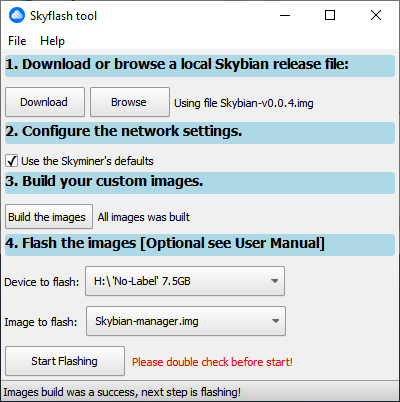 Skyflash tool
File Help
1. Download or browse a local Skybian release file:
Download Browse Using file Skybian-v0.0.4.img
2. Configure the network settings.
Use the Skyminer's defaults
3. Build your custom images.
Build the images All images was built
4. Flash the images [Optional see User Manual]
Device to flash: H:\ 'No-Label' 7.5GB
Image to flash: Skybian-manager.img
Start Flashing Please double check before start!
Images build was a success, next step is flashing!